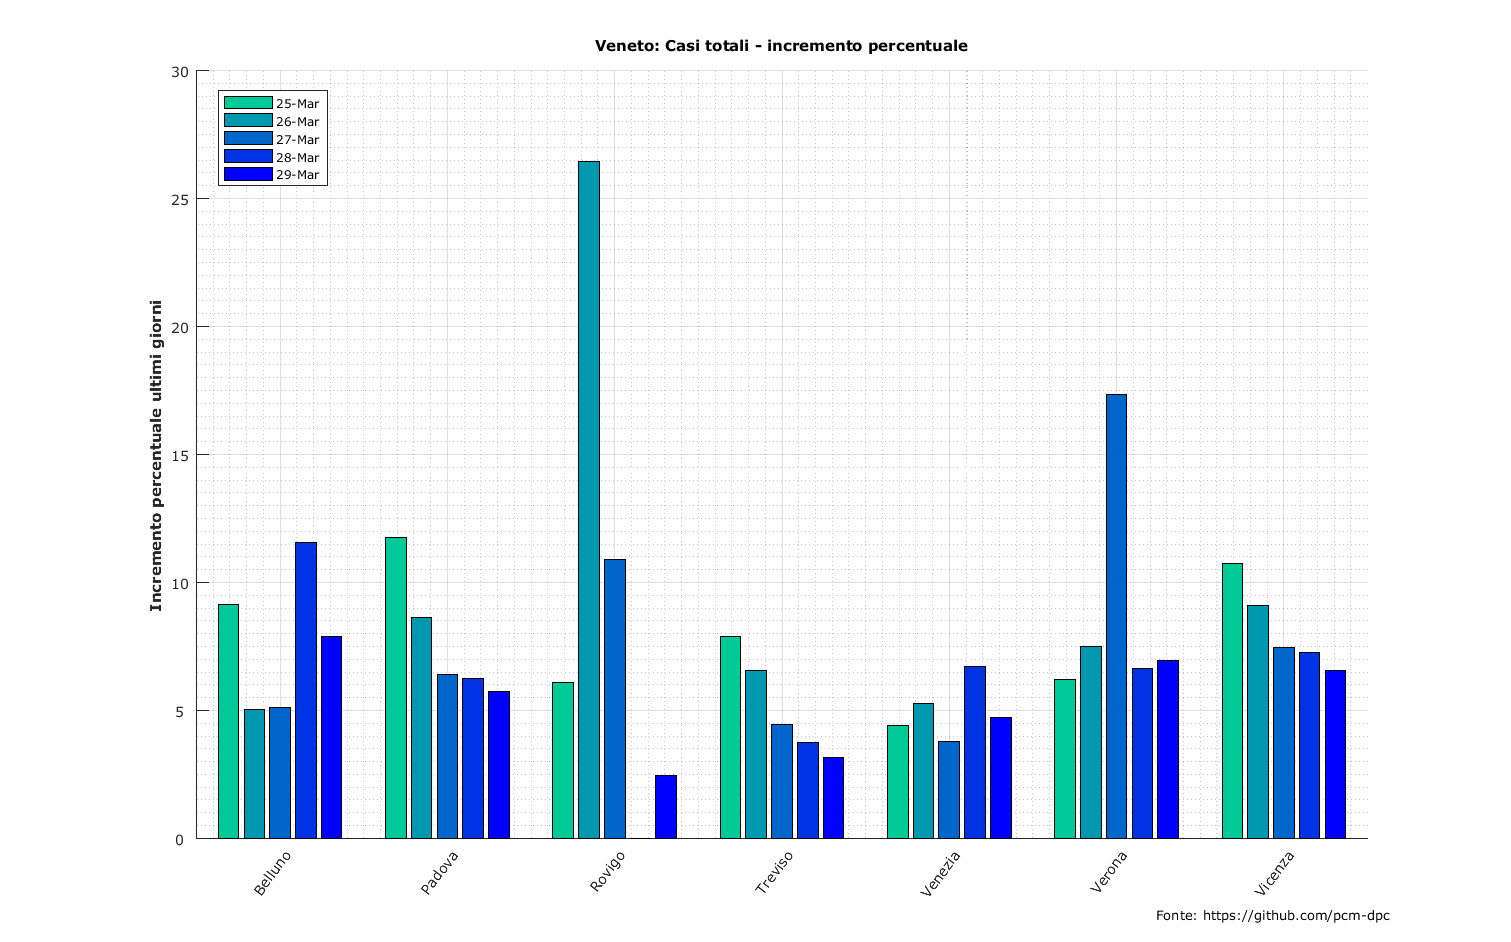 Veneto: Casi totali - incremento percentuale
30
25
20
15
10
5
0
Incremento percentuale ultimi giorni
25-Mar
26-Mar
27-Mar
28-Mar
29-Mar
Belluno
Padova
Rovigo
Treviso
Venezia
Verona
Vicenza
Fonte: https://github.com/pcm-dpc